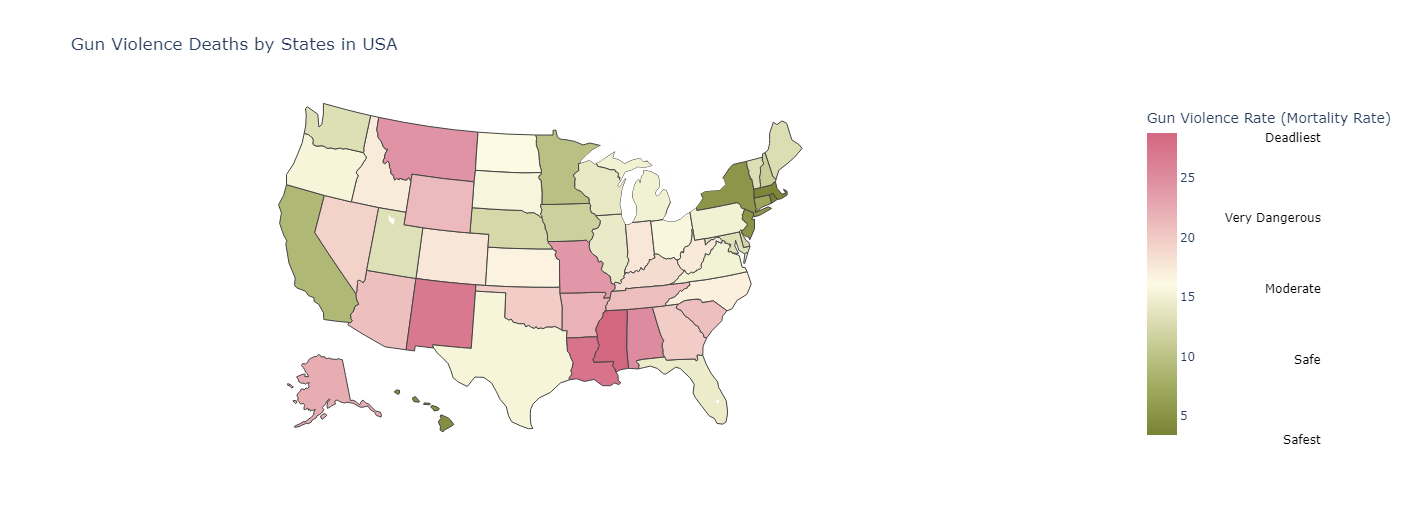 Gun Violence Deaths by States in USA
Gun Violence Rate (Mortality Rate)
Deadliest
25
Very Dangerous
20
Moderate
15
10
Safe
5
Safest